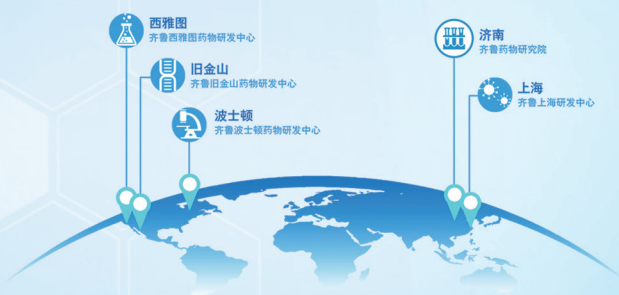 西雅图
齐鲁西雅图药物研发中心
旧金山
齐鲁旧金山药物研发中心
波士顿
齐鲁波士顿药物研发中心
济南
齐鲁药物研究院
上海
齐鲁上海研发中心